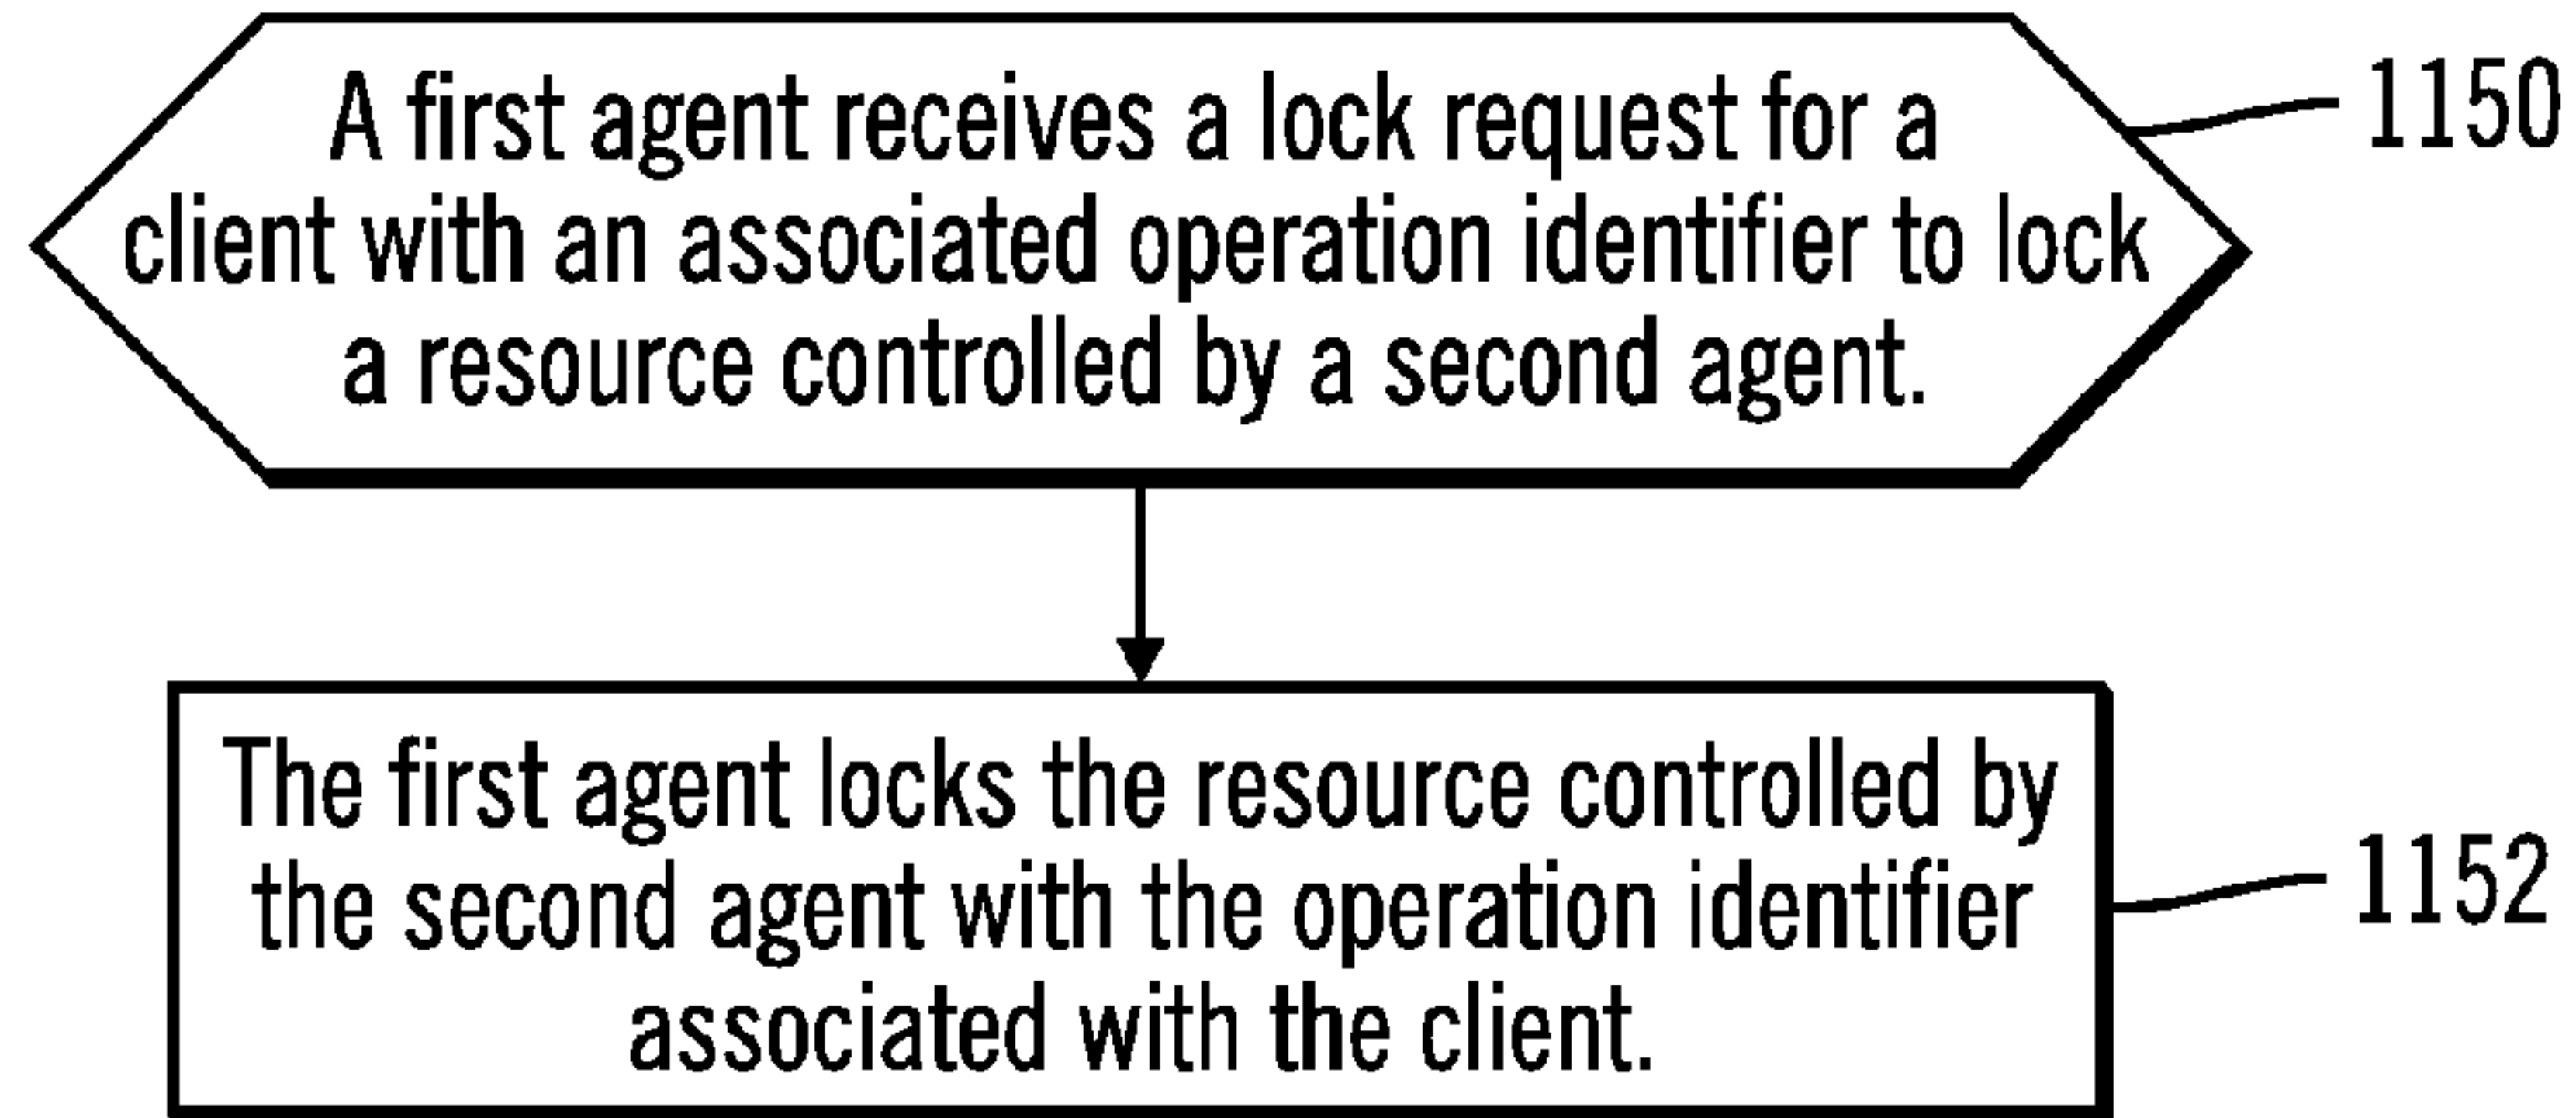 A first agent receives a lock request for a
client with an associated operation identifier to lock
a resource controlled by a second agent.
1150
The first agent locks the resource controlled by
the second agent with the operation identifier
associated with the client.
1152